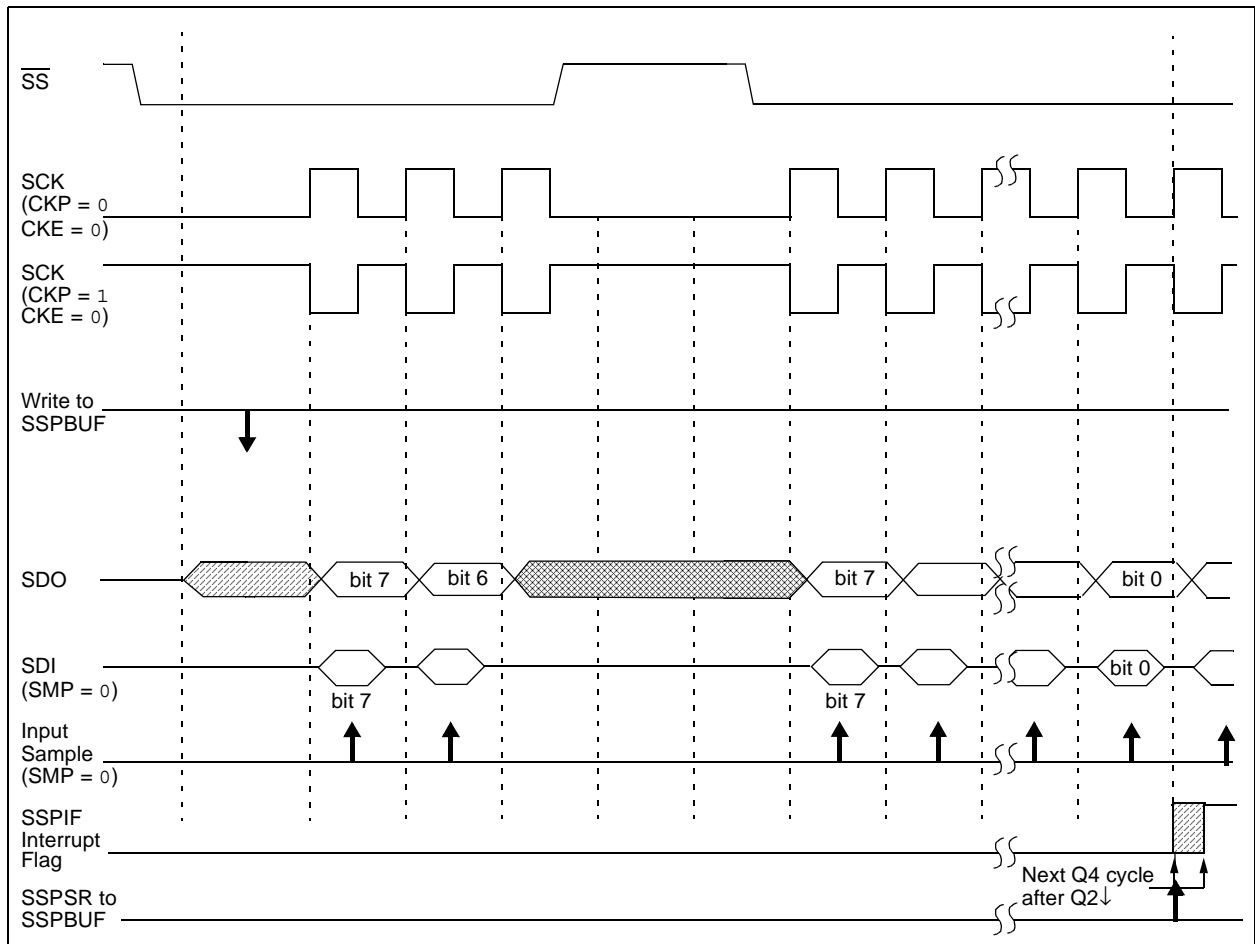 SS
SCK
(CKP = 0
CKE = 0)
SCK
(CKP = 1
CKE = 0)
Write to
SSPBUF
SDO
bit 7
bit 6
bit 7
bit 0
SDI
(SMP = 0)
bit 7
bit 7
bit 0
Input
Sample
(SMP = 0)
SSPIF
Interrupt
Flag
Next Q4 cycle
after Q2↓
SSPSR to
SSPBUF